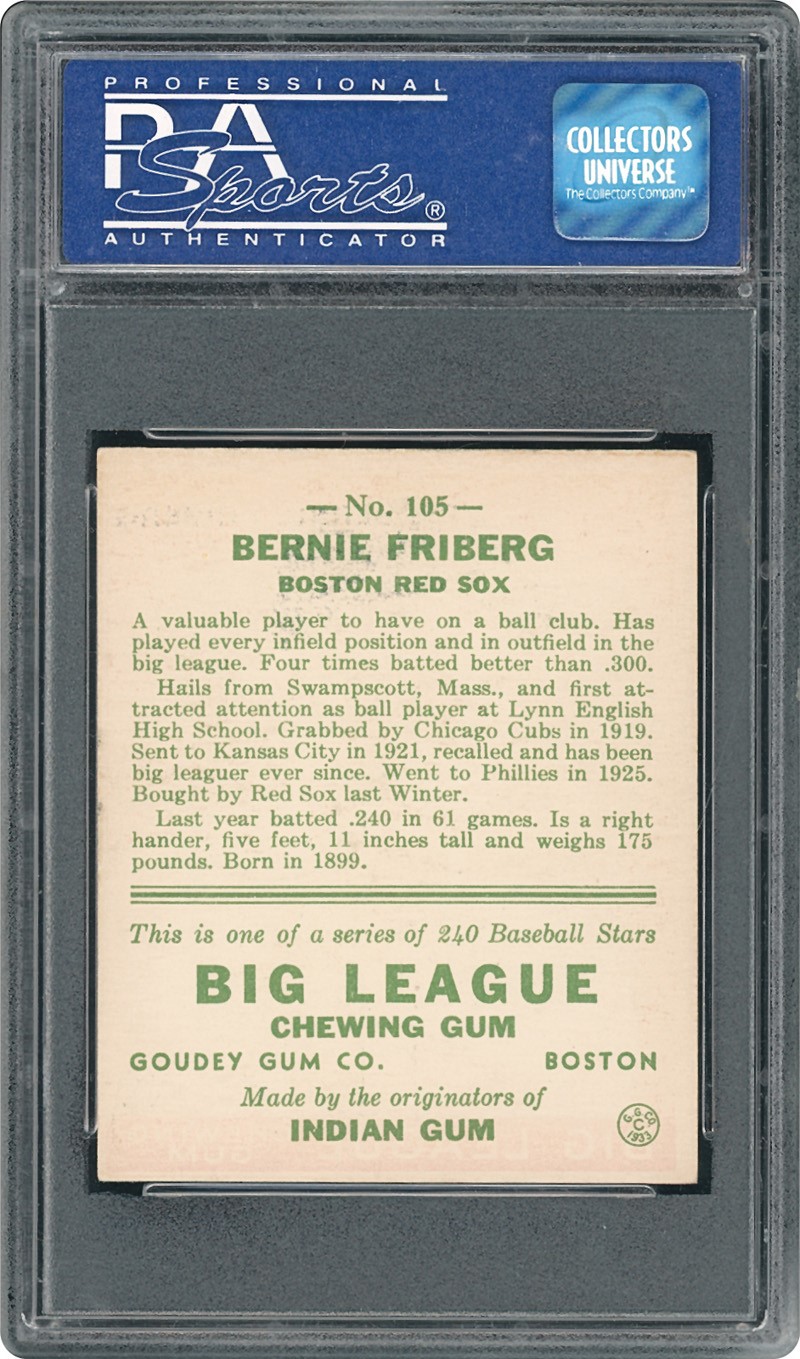 PROFESSIONAL
PSA
Sports®
AUTHENTICATOR
COLLECTORS
UNIVERSE
The Collectors Company℠
— No. 105 —
BERNIE FRIBERG
BOSTON RED SOX
A valuable player to have on a ball club. Has
played every infield position and in outfield in the
big league. Four times batted better than .300.
Hails from Swampscott, Mass., and first at-
tracted attention as ball player at Lynn English
High School. Grabbed by Chicago Cubs in 1919.
Sent to Kansas City in 1921, recalled and has been
big leaguer ever since. Went to Phillies in 1925.
Bought by Red Sox last Winter.
Last year batted .240 in 61 games. Is a right
hander, five feet, 11 inches tall and weighs 175
pounds. Born in 1899.
This is one of a series of 240 Baseball Stars
BIG LEAGUE
CHEWING GUM
GOUDEY GUM CO. BOSTON
Made by the originators of
INDIAN GUM
G.G.CO.
C
1933